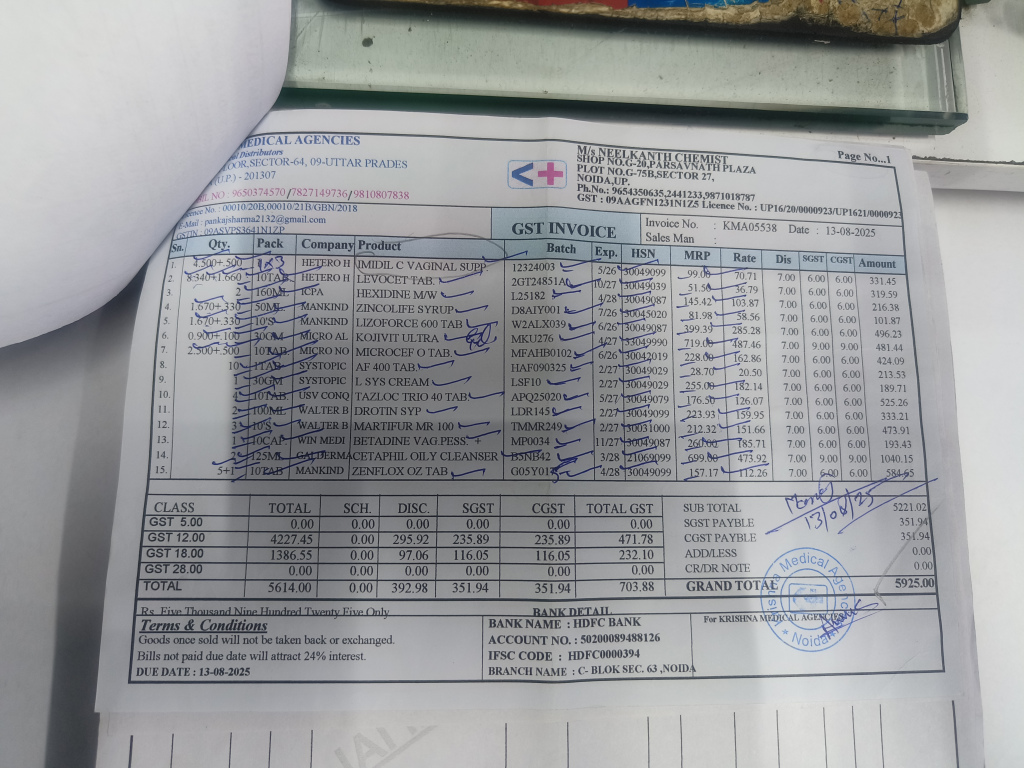 MEDICAL AGENCIES
Distributors
OOR,SECTOR-64, 09-UTTAR PRADES
(U.P.) - 201307
NO : 9650374570/7827149736/9810807838
Licence No. : 00010/20B,00010/21B/GBN/2018
E-Mail : pankajsharma2132@gmail.com
GSTIN : 09ASVPS3641N1ZP
M/s NEELKANTH CHEMIST
SHOP NO.G-20,PARSAVNATH PLAZA
PLOT NO.G-75B,SECTOR 27,
NOIDA,UP.
Ph.No.: 9654350635,2441233,9871018787
GST : 09AAGFN1231N1Z5 Licence No.: UP16/20/0000923/UP1621/0000923
Page No...1
GST INVOICE
Invoice No. : KMA05538 Date : 13-08-2025
Sales Man :
Sn. Qty. Pack Company Product Batch Exp. HSN MRP Rate Dis SGST CGST Amount
1. 4.500+.500 1x3 HETERO H IMIDIL C VAGINAL SUPP. 12324003 5/26 30049099 99.00 70.71 7.00 6.00 6.00 331.45
2. 8.340+1.660 10TAB HETERO H LEVOCET TAB. 2GT24851A 10/27 30049039 51.50 36.79 7.00 6.00 6.00 319.59
3. 2 160ML ICPA HEXIDINE M/W L25182 4/28 30049087 145.42 103.87 7.00 6.00 6.00 216.38
4. 1.670+.330 50ML MANKIND ZINCOLIFE SYRUP D8AIY001 7/26 30045020 81.98 58.56 7.00 6.00 6.00 101.87
5. 1.670+.330 10'S MANKIND LIZOFORCE 600 TAB W2ALX039 6/26 30049087 399.39 285.28 7.00 6.00 6.00 496.23
6. 0.900+.100 30GM MICRO AL KOJIVIT ULTRA MKU276 4/27 33049990 719.00 487.46 7.00 9.00 9.00 481.44
7. 2.500+.500 10TAB MICRO NO MICROCEF O TAB. MFAHB0102 6/26 30042019 228.00 162.86 7.00 6.00 6.00 424.09
8. 10 11AB SYSTOPIC AF 400 TAB. HAF090325 2/27 30049029 28.70 20.50 7.00 6.00 6.00 213.53
9. 1 30GM SYSTOPIC L SYS CREAM LSF10 2/27 30049029 255.00 182.14 7.00 6.00 6.00 189.71
10. 4 10TAB USV CONQ TAZLOC TRIO 40 TAB APQ25020 5/27 30049079 176.50 126.07 7.00 6.00 6.00 525.26
11. 2 100ML WALTER B DROTIN SYP LDR145 2/27 30049099 223.93 159.95 7.00 6.00 6.00 333.21
12. 3 10'S WALTER B MARTIFUR MR 100 TMMR249 2/27 30031000 212.32 151.66 7.00 6.00 6.00 473.91
13. 1 10CAP WIN MEDI BETADINE VAG.PESS. + MP0034 11/27 30049087 260.00 185.71 7.00 6.00 6.00 193.43
14. 2 125ML GALDERMA CETAPHIL OILY CLEANSER B5NB42 3/28 21069099 699.00 473.92 7.00 9.00 9.00 1040.15
15. 5+1 10TAB MANKIND ZENFLOX OZ TAB G05Y01 4/28 30049099 157.17 112.26 7.00 6.00 6.00 584.65
CLASS TOTAL SCH. DISC. SGST CGST TOTAL GST
GST 5.00 0.00 0.00 0.00 0.00 0.00 0.00
GST 12.00 4227.45 0.00 295.92 235.89 235.89 471.78
GST 18.00 1386.55 0.00 97.06 116.05 116.05 232.10
GST 28.00 0.00 0.00 0.00 0.00 0.00 0.00
TOTAL 5614.00 0.00 392.98 351.94 351.94 703.88
SUB TOTAL 5221.02
SGST PAYBLE 351.94
CGST PAYBLE 351.94
ADD/LESS 0.00
CR/DR NOTE 0.00
GRAND TOTAL 5925.00
13/08/25
Rs. Five Thousand Nine Hundred Twenty Five Only
Terms & Conditions
Goods once sold will not be taken back or exchanged.
Bills not paid due date will attract 24% interest.
DUE DATE : 13-08-2025
BANK DETAIL
BANK NAME : HDFC BANK
ACCOUNT NO. : 50200089488126
IFSC CODE : HDFC0000394
BRANCH NAME : C- BLOK SEC. 63 ,NOIDA
For KRISHNA MEDICAL AGENCIES
Krishna Medical Agencies
* Noida *